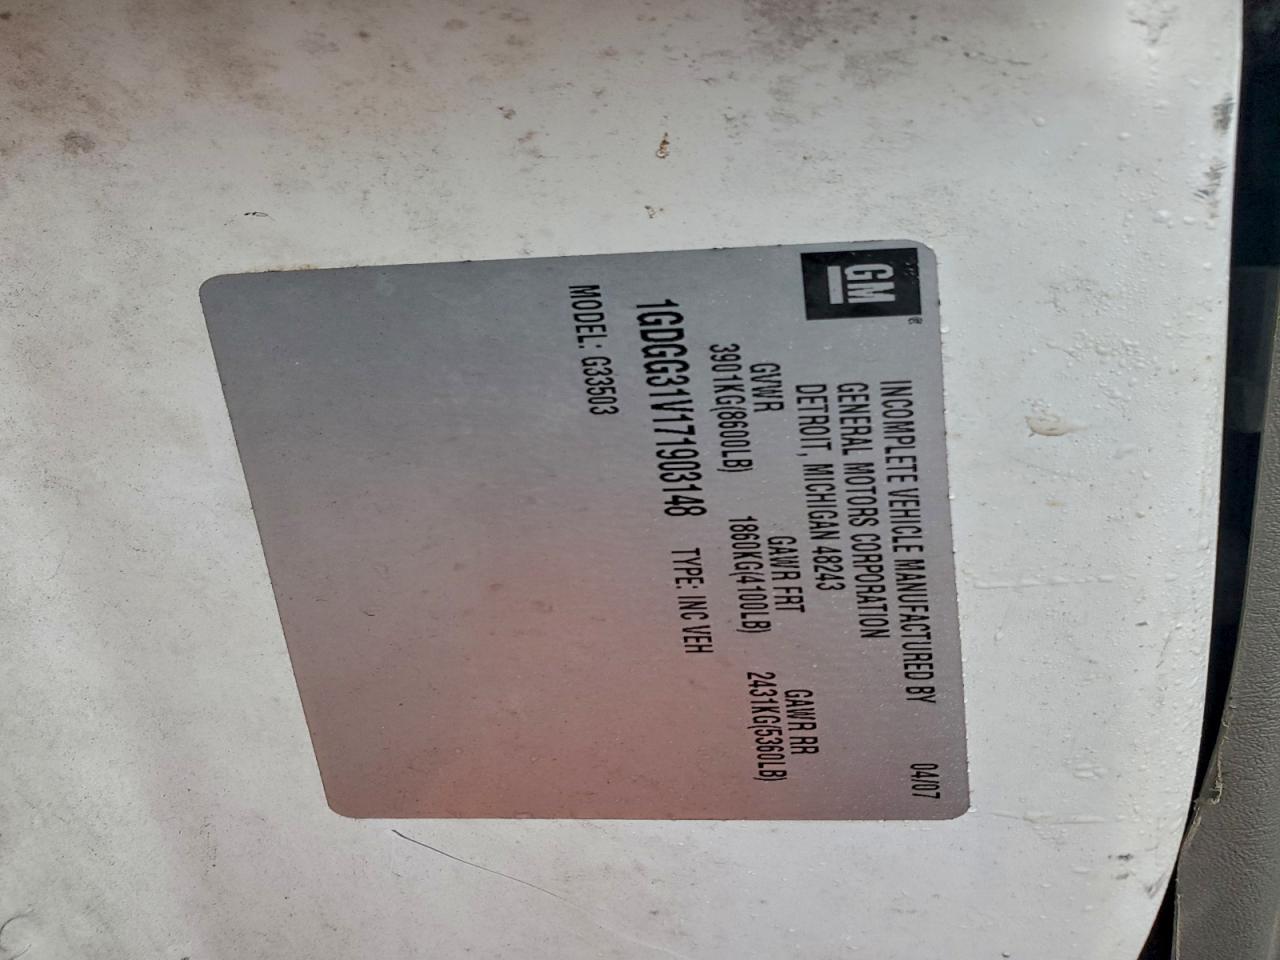 GM®
INCOMPLETE VEHICLE MANUFACTURED BY 04/07
GENERAL MOTORS CORPORATION
DETROIT, MICHIGAN 48243
GVWR GAWR FRT GAWR RR
3901KG(8600LB) 1860KG(4100LB) 2431KG(5360LB)
1GDGG31V171903148 TYPE: INC VEH
MODEL: G33503